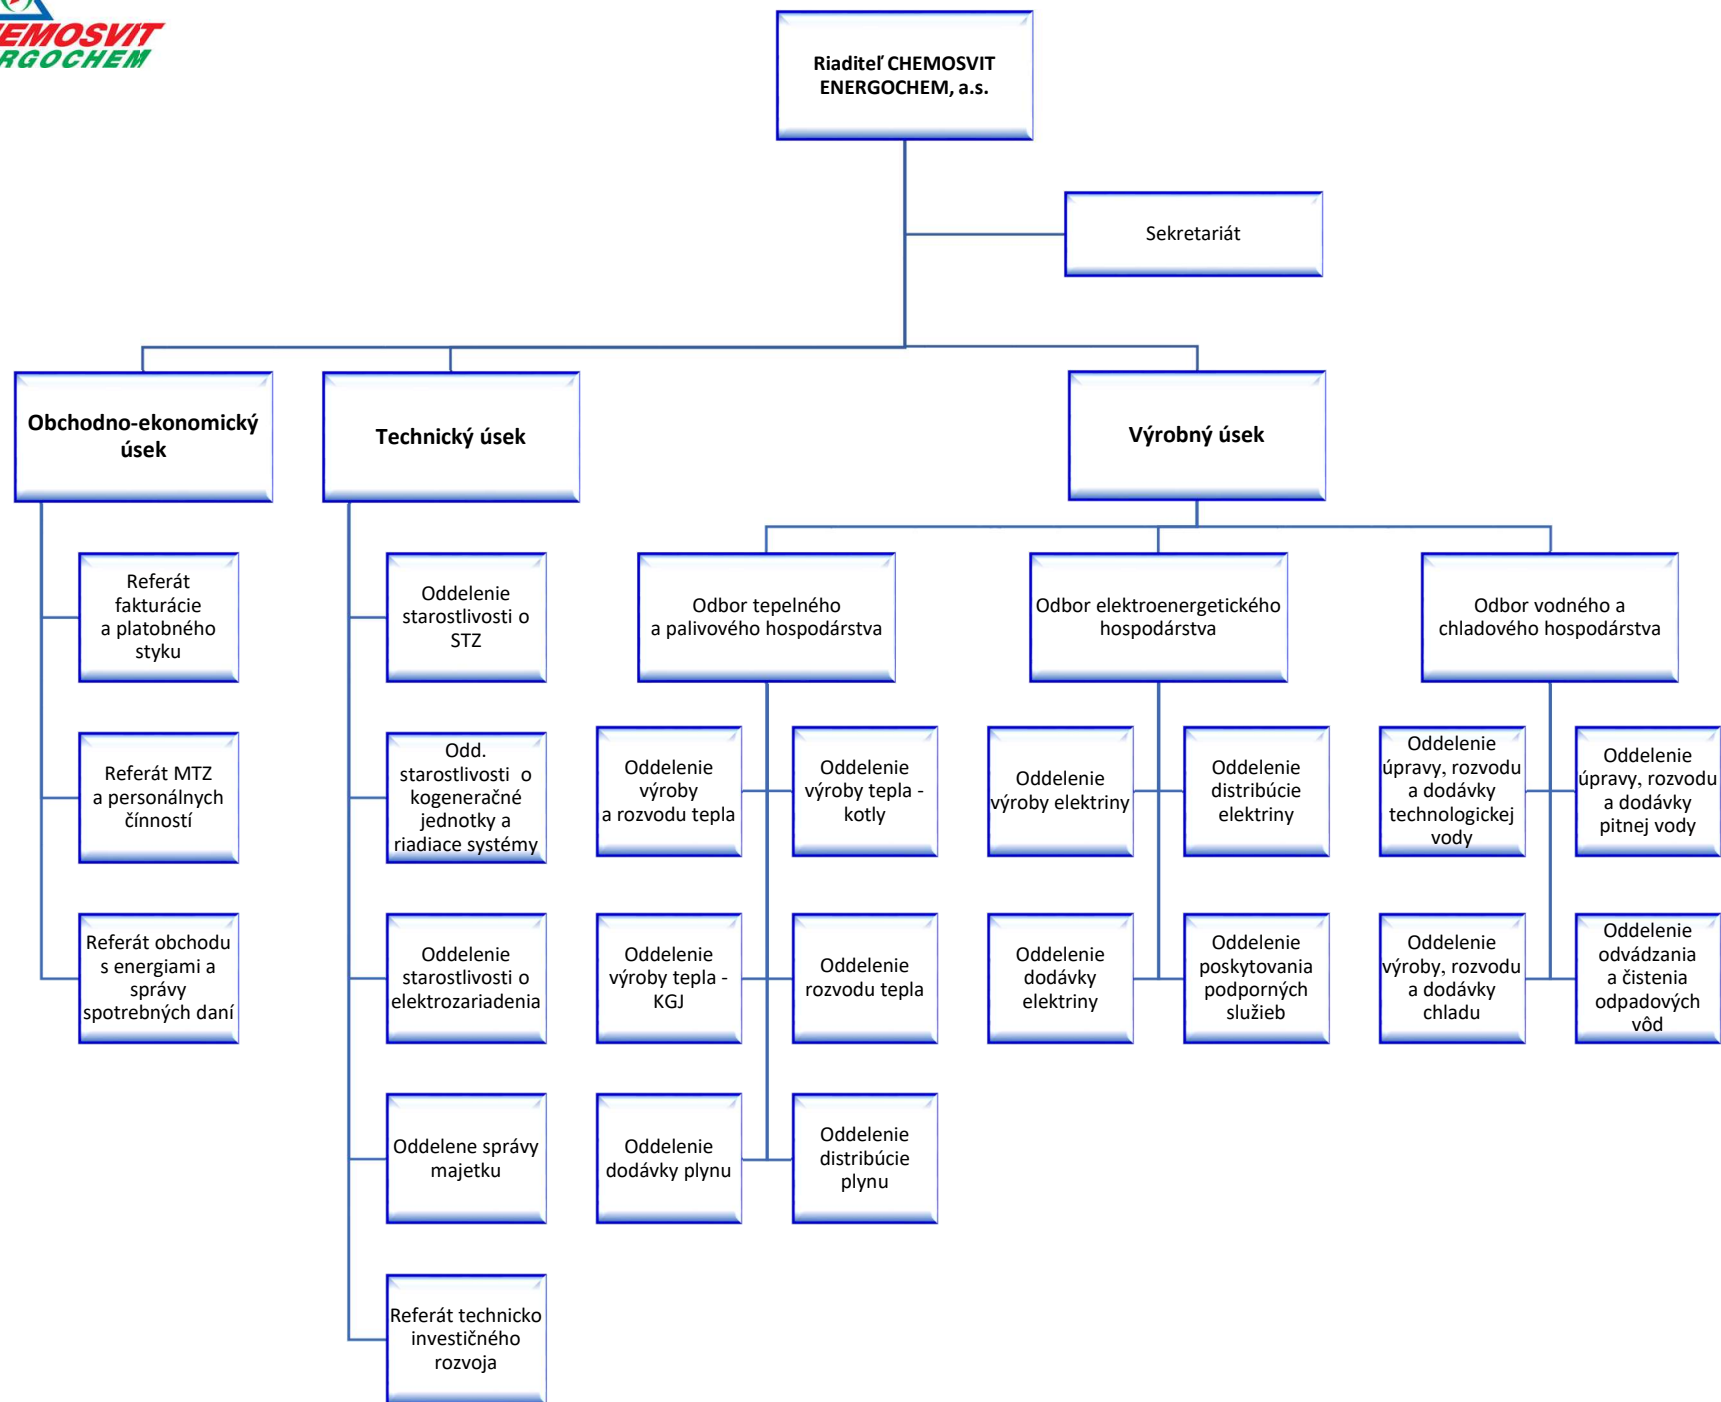 EMOSVIT
RGOCHEM
Riaditeľ CHEMOSVIT
ENERGOCHEM, a.s.
Sekretariát
Obchodno-ekonomický
úsek
Technický úsek
Výrobný úsek
Referát
fakturácie
a platobného
styku
Referát MTZ
a personálnych
čínností
Referát obchodu
s energiami a
správy
spotrebných daní
Oddelenie
starostlivosti o
STZ
Odd.
starostlivosti o
kogeneračné
jednotky a
riadiace systémy
Oddelenie
starostlivosti o
elektrozariadenia
Oddelene správy
majetku
Referát technicko
investičného
rozvoja
Odbor tepelného
a palivového hospodárstva
Oddelenie
výroby
a rozvodu tepla
Oddelenie
výroby tepla -
kotly
Oddelenie
výroby tepla -
KGJ
Oddelenie
rozvodu tepla
Oddelenie
dodávky plynu
Oddelenie
distribúcie
plynu
Odbor elektroenergetického
hospodárstva
Oddelenie
výroby elektriny
Oddelenie
distribúcie
elektriny
Oddelenie
dodávky
elektriny
Oddelenie
poskytovania
podporných
služieb
Odbor vodného a
chladového hospodárstva
Oddelenie
úpravy, rozvodu
a dodávky
technologickej
vody
Oddelenie
úpravy, rozvodu
a dodávky
pitnej vody
Oddelenie
výroby, rozvodu
a dodávky
chladu
Oddelenie
odvádzania
a čistenia
odpadových
vôd